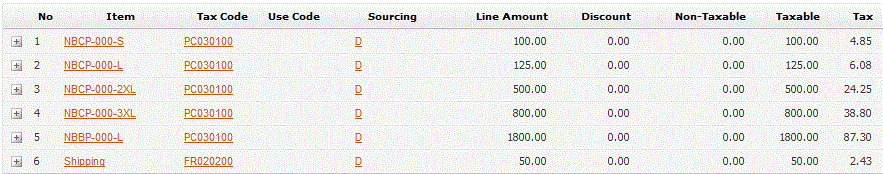 No Item Tax Code Use Code Sourcing Line Amount Discount Non-Taxable Taxable Tax
1 NBCP-000-S PC030100 D 100.00 0.00 0.00 100.00 4.85
2 NBCP-000-L PC030100 D 125.00 0.00 0.00 125.00 6.08
3 NBCP-000-2XL PC030100 D 500.00 0.00 0.00 500.00 24.25
4 NBCP-000-3XL PC030100 D 800.00 0.00 0.00 800.00 38.80
5 NBBP-000-L PC030100 D 1800.00 0.00 0.00 1800.00 87.30
6 Shipping FR020200 D 50.00 0.00 0.00 50.00 2.43